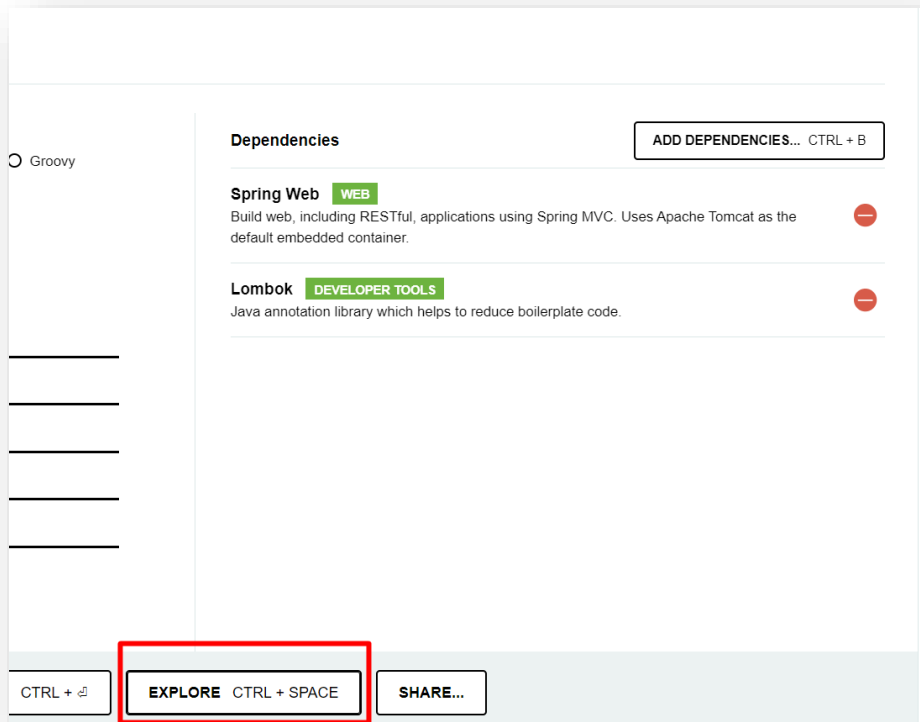 Dependencies
ADD DEPENDENCIES... CTRL + B
Groovy
Spring Web WEB
Build web, including RESTful, applications using Spring MVC. Uses Apache Tomcat as the
default embedded container.
Lombok DEVELOPER TOOLS
Java annotation library which helps to reduce boilerplate code.
CTRL + ⏎
EXPLORE CTRL + SPACE
SHARE...